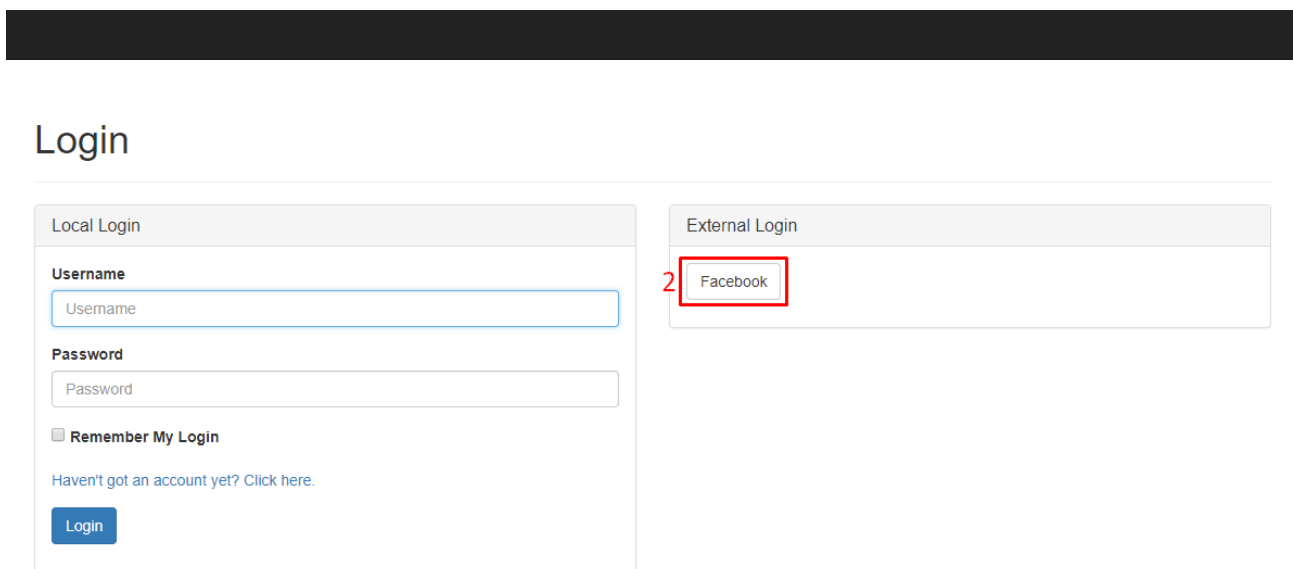 Login
Local Login
Username
Username
Password
Password
Remember My Login
Haven't got an account yet? Click here.
Login
External Login
2 Facebook